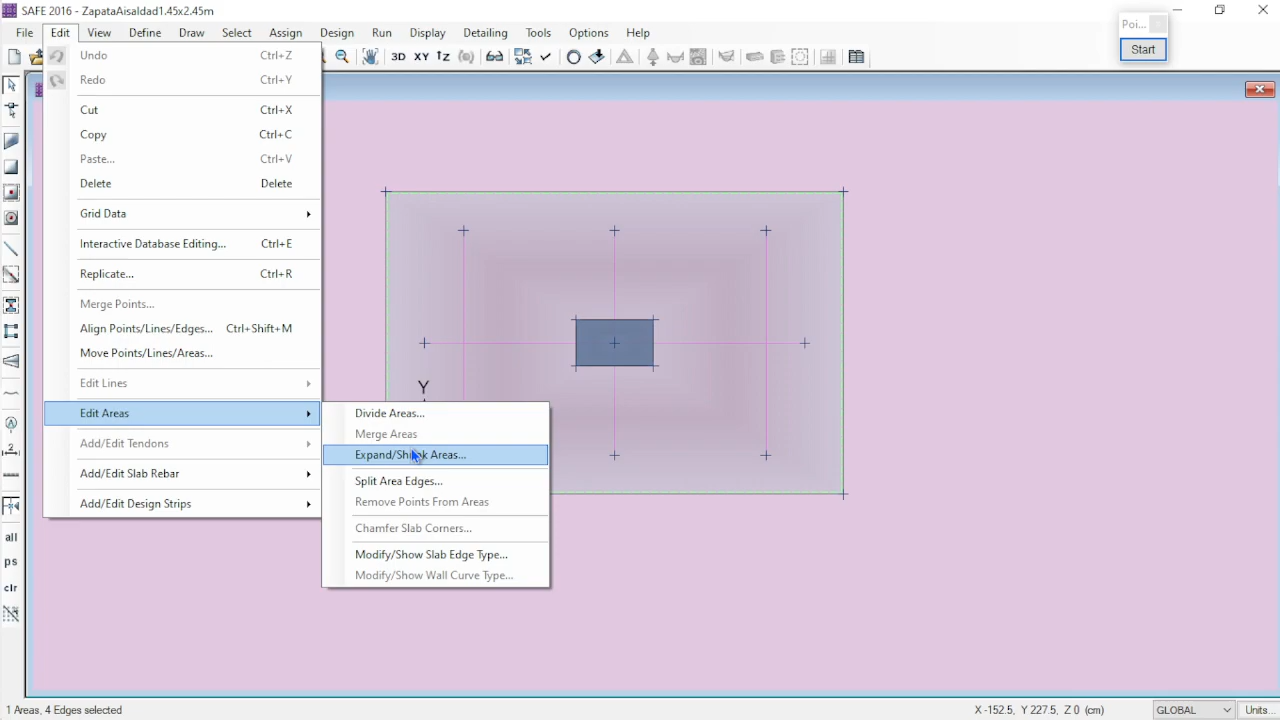 SAFE 2016 - ZapataAisaldad1.45x2.45m
Poi...
File Edit View Define Draw Select Assign Design Run Display Detailing Tools Options Help
Start
3D XY
Undo Ctrl+Z
Redo Ctrl+Y
Cut Ctrl+X
Copy Ctrl+C
Paste... Ctrl+V
Delete Delete
Grid Data
Interactive Database Editing... Ctrl+E
Replicate... Ctrl+R
Merge Points...
Align Points/Lines/Edges... Ctrl+Shift+M
Move Points/Lines/Areas...
Edit Lines
Edit Areas
Add/Edit Tendons
Add/Edit Slab Rebar
Add/Edit Design Strips
Y
Divide Areas...
Merge Areas
Expand/Shrink Areas...
Split Area Edges...
Remove Points From Areas
Chamfer Slab Corners...
Modify/Show Slab Edge Type...
Modify/Show Wall Curve Type...
all
ps
clr
1 Areas, 4 Edges selected
X -152.5, Y 227.5, Z 0 (cm)
GLOBAL
Units...